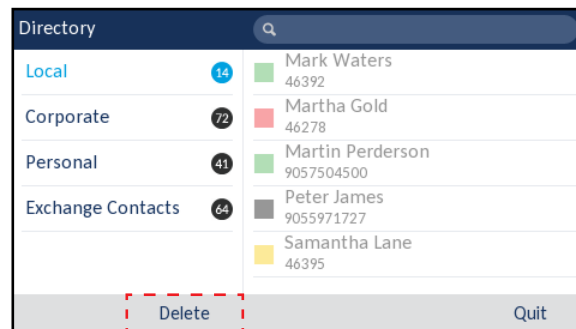 Directory
Local 14
Corporate 72
Personal 41
Exchange Contacts 64
Mark Waters
46392
Martha Gold
46278
Martin Perderson
9057504500
Peter James
9055971727
Samantha Lane
46395
Delete
Quit